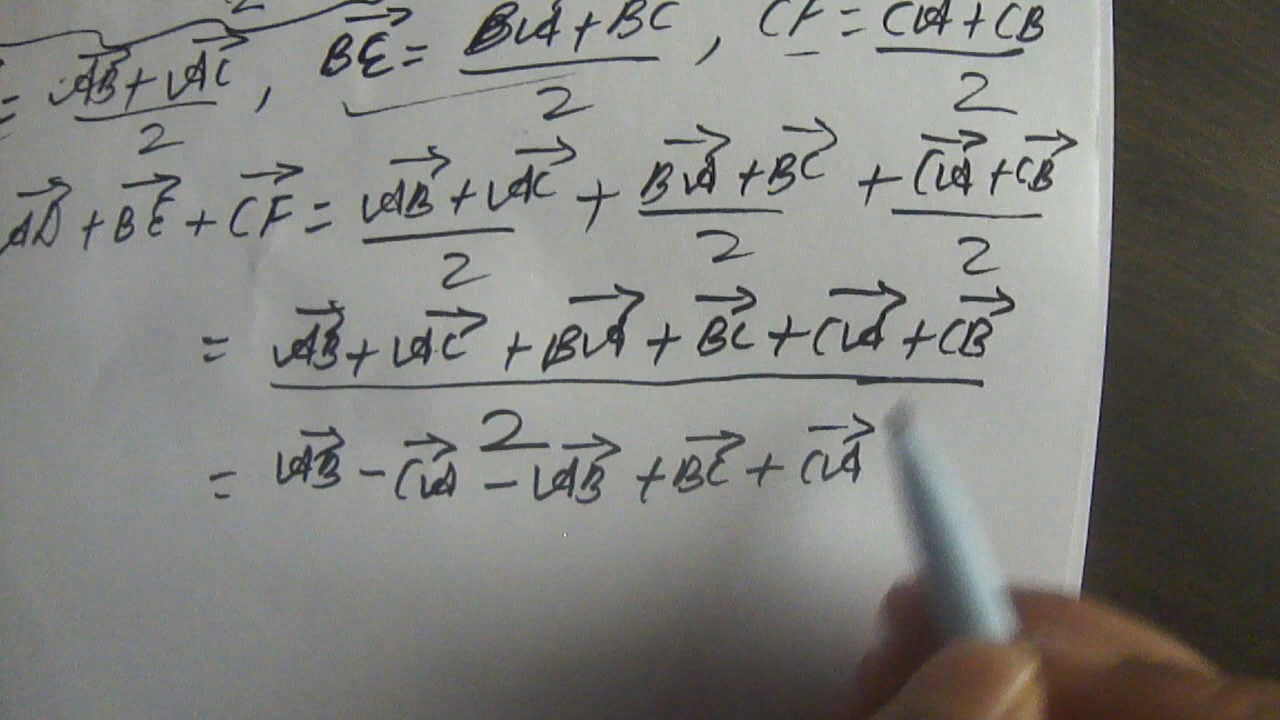 = (AB→ + AC→)/2 , BE→ = (BA + BC)/2 , CF = (CA + CB)/2
AD→ + BE→ + CF→ = (AB→ + AC→)/2 + (BA→ + BC→)/2 + (CA→ + CB→)/2
= (AB→ + AC→ + BA→ + BC→ + CA→ + CB→)/2
= AB→ - CA→ - AB→ + BC→ + CA→